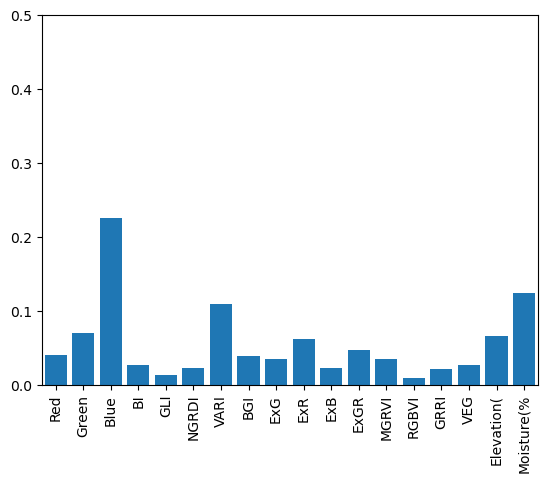 0.5
0.4
0.3
0.2
0.1
0.0
Red
Green
Blue
BI
GLI
NGRDI
VARI
BGI
ExG
ExR
ExB
ExGR
MGRVI
RGBVI
GRRI
VEG
Elevation(
Moisture(%